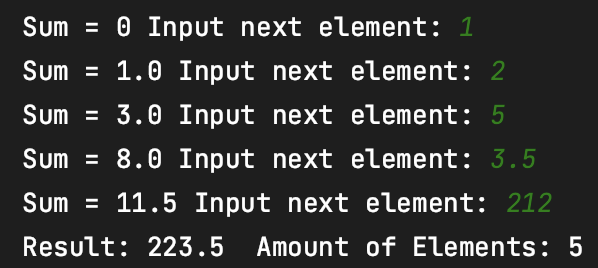 Sum = 0 Input next element: 1
Sum = 1.0 Input next element: 2
Sum = 3.0 Input next element: 5
Sum = 8.0 Input next element: 3.5
Sum = 11.5 Input next element: 212
Result: 223.5  Amount of Elements: 5